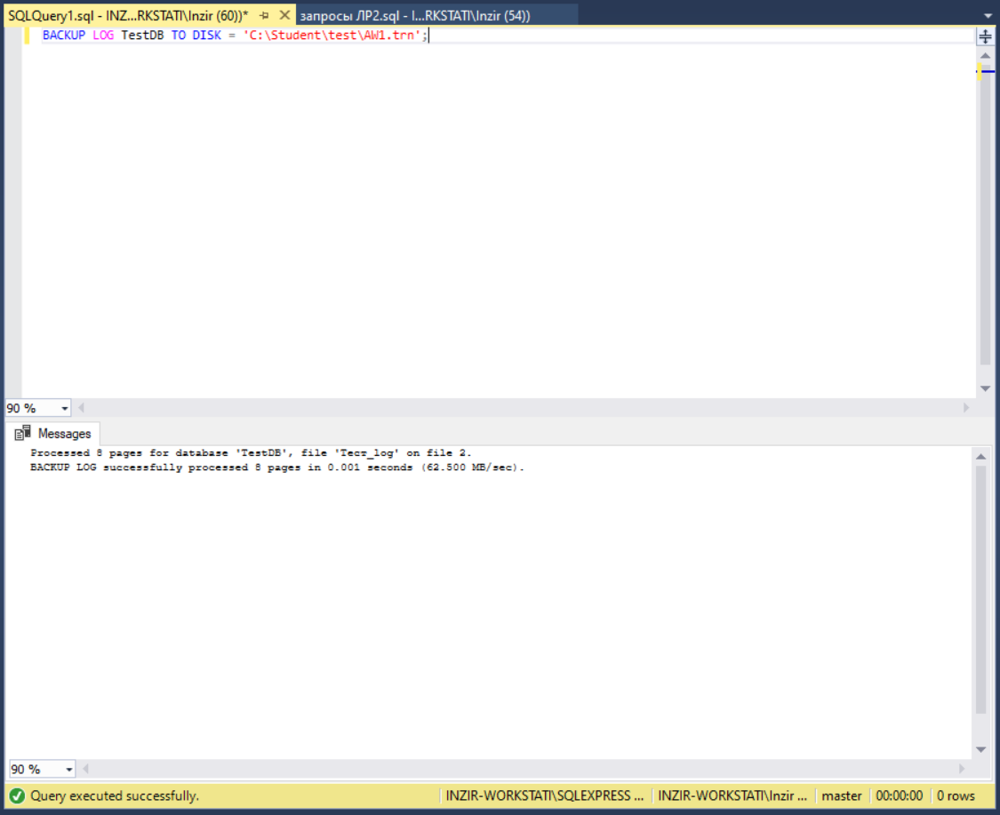 SQLQuery1.sql - INZ...RKSTATI\Inzir (60))* запросы ЛР2.sql - I...RKSTATI\Inzir (54))
BACKUP LOG TestDB TO DISK = 'C:\Student\test\AW1.trn';
90 %
Messages
Processed 8 pages for database 'TestDB', file 'Тест_log' on file 2.
BACKUP LOG successfully processed 8 pages in 0.001 seconds (62.500 MB/sec).
90 %
Query executed successfully. INZIR-WORKSTATI\SQLEXPRESS ... INZIR-WORKSTATI\Inzir ... master 00:00:00 0 rows